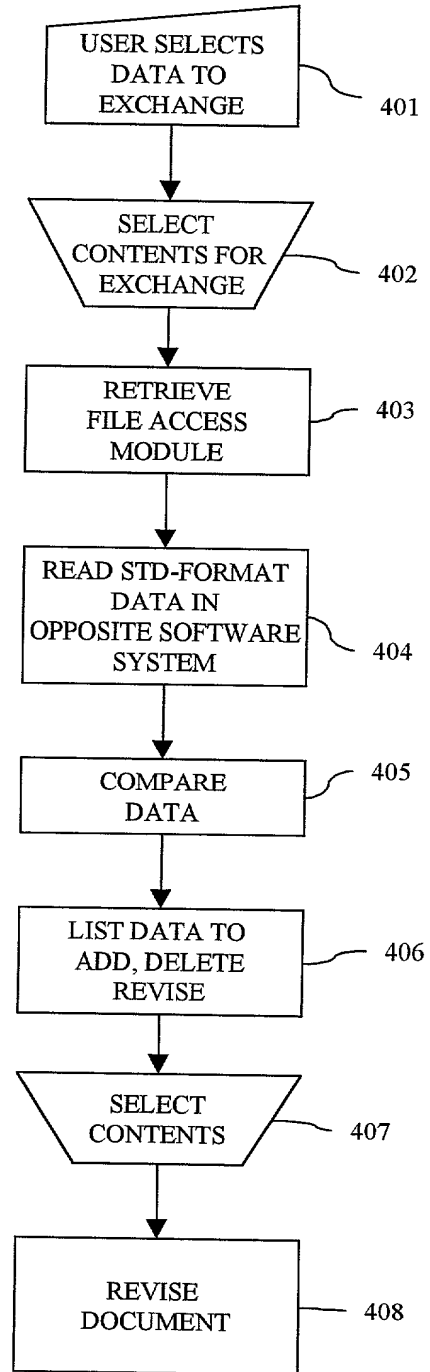 USER SELECTS
DATA TO
EXCHANGE
401
SELECT
CONTENTS FOR
EXCHANGE
402
RETRIEVE
FILE ACCESS
MODULE
403
READ STD-FORMAT
DATA IN
OPPOSITE SOFTWARE
SYSTEM
404
COMPARE
DATA
405
LIST DATA TO
ADD, DELETE
REVISE
406
SELECT
CONTENTS
407
REVISE
DOCUMENT
408